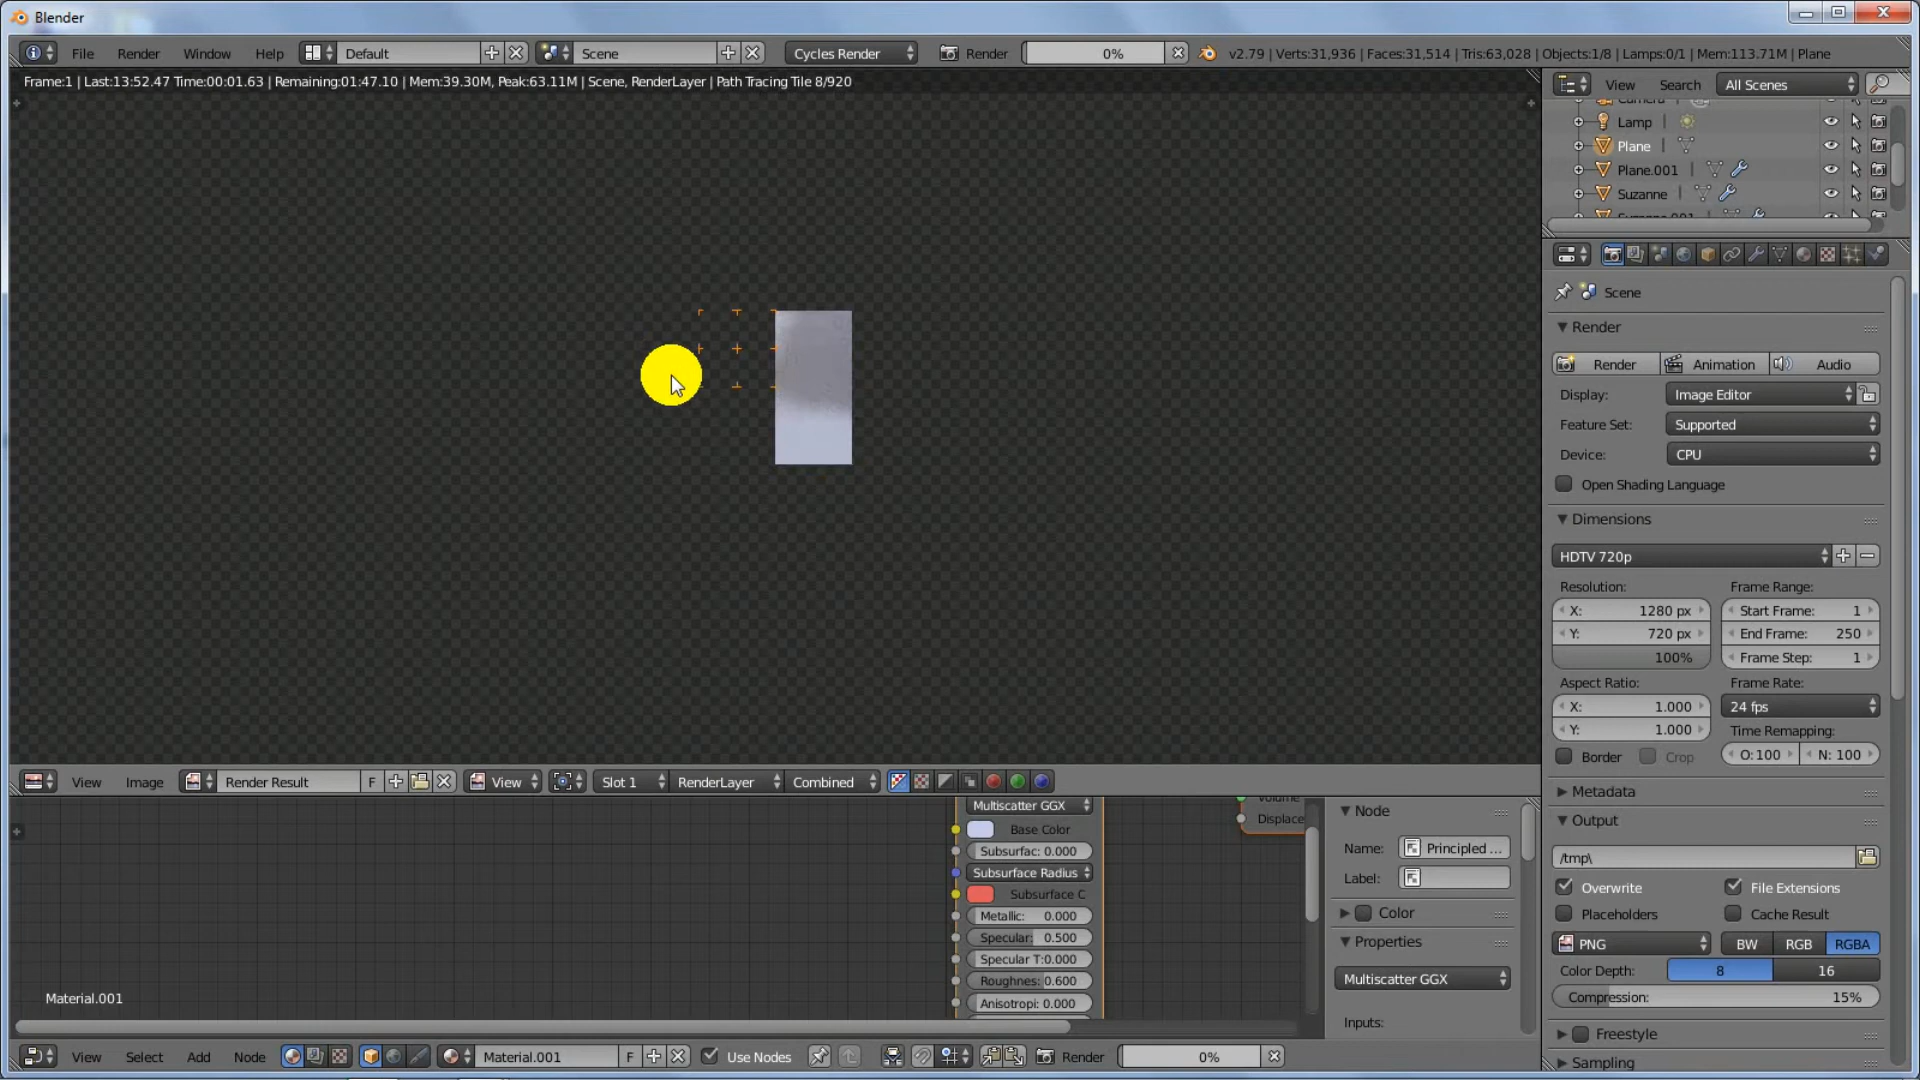 Blender
File Render Window Help Default Scene Cycles Render Render 0% v2.79 | Verts:31,936 | Faces:31,514 | Tris:63,028 | Objects:1/8 | Lamps:0/1 | Mem:113.71M | Plane
Frame:1 | Last:13:52.47 Time:00:01.63 | Remaining:01:47.10 | Mem:39.30M, Peak:63.11M | Scene, RenderLayer | Path Tracing Tile 8/920
View Search All Scenes
Camera
Lamp
Plane
Plane.001
Suzanne
Suzanne.001
Scene
Render
Render Animation Audio
Display: Image Editor
Feature Set: Supported
Device: CPU
Open Shading Language
Dimensions
HDTV 720p
Resolution: Frame Range:
X: 1280 px Start Frame: 1
Y: 720 px End Frame: 250
100% Frame Step: 1
Aspect Ratio: Frame Rate:
X: 1.000 24 fps
Y: 1.000 Time Remapping:
Border Crop O: 100 N: 100
Metadata
Output
/tmp\
Overwrite File Extensions
Placeholders Cache Result
PNG BW RGB RGBA
Color Depth: 8 16
Compression: 15%
Freestyle
Sampling
View Image Render Result F View Slot 1 RenderLayer Combined
Multiscatter GGX
Base Color
Subsurfac: 0.000
Subsurface Radius
Subsurface C
Metallic: 0.000
Specular: 0.500
Specular T:0.000
Roughnes: 0.600
Anisotropi: 0.000
Volume
Displace
Node
Name: Principled ...
Label:
Color
Properties
Multiscatter GGX
Inputs:
Material.001
View Select Add Node Material.001 F Use Nodes Render 0%